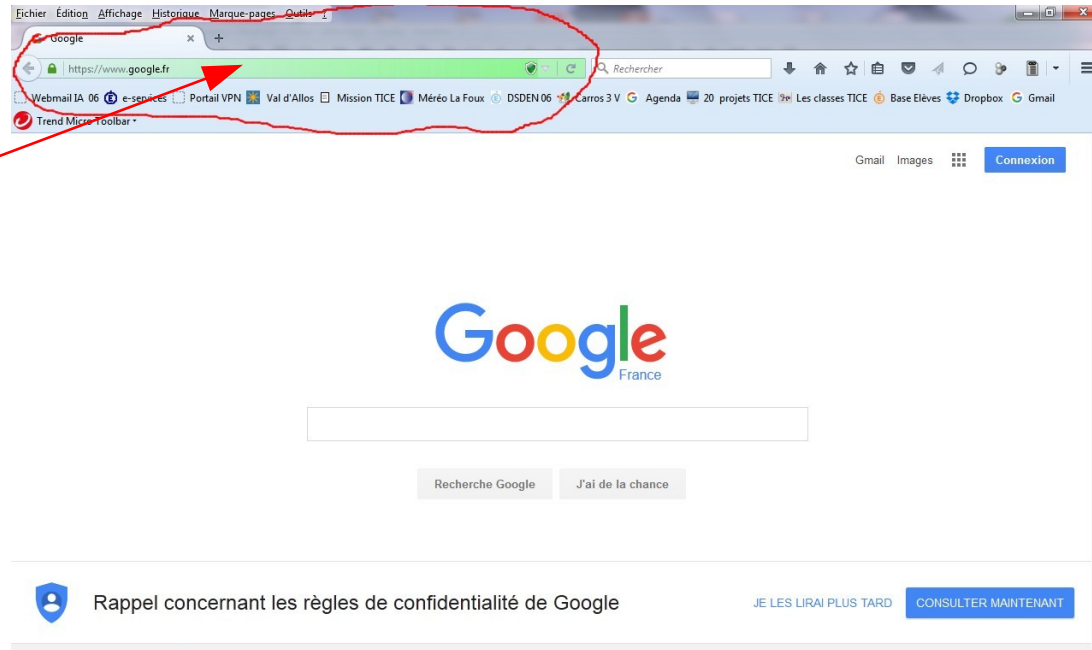 Fichier Édition Affichage Historique Marque-pages Outils ?
Google × +
https://www.google.fr Rechercher
Webmail IA 06 e-services Portail VPN Val d'Allos Mission TICE Méréo La Foux DSDEN 06 Carros 3 V Agenda 20 projets TICE Les classes TICE Base Elèves Dropbox Gmail
Trend Micro Toolbar
Gmail Images Connexion
Google
France
Recherche Google J'ai de la chance
Rappel concernant les règles de confidentialité de Google JE LES LIRAI PLUS TARD CONSULTER MAINTENANT